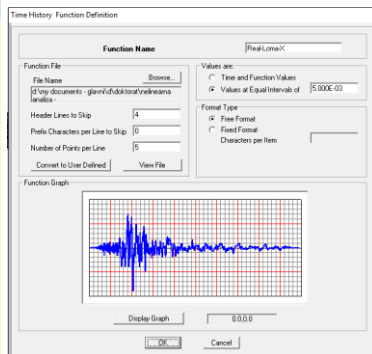 Time History Function Definition
Function Name
Real-Loma-X
Function File
File Name
Browse...
d:\my documents - glavni\d\doktorat\nelinearna
analiza -
Header Lines to Skip
4
Prefix Characters per Line to Skip
0
Number of Points per Line
5
Convert to User Defined
View File
Values are:
Time and Function Values
Values at Equal Intervals of
5.000E-03
Format Type
Free Format
Fixed Format
Characters per Item
Function Graph
Display Graph
0.0,0.0
OK
Cancel